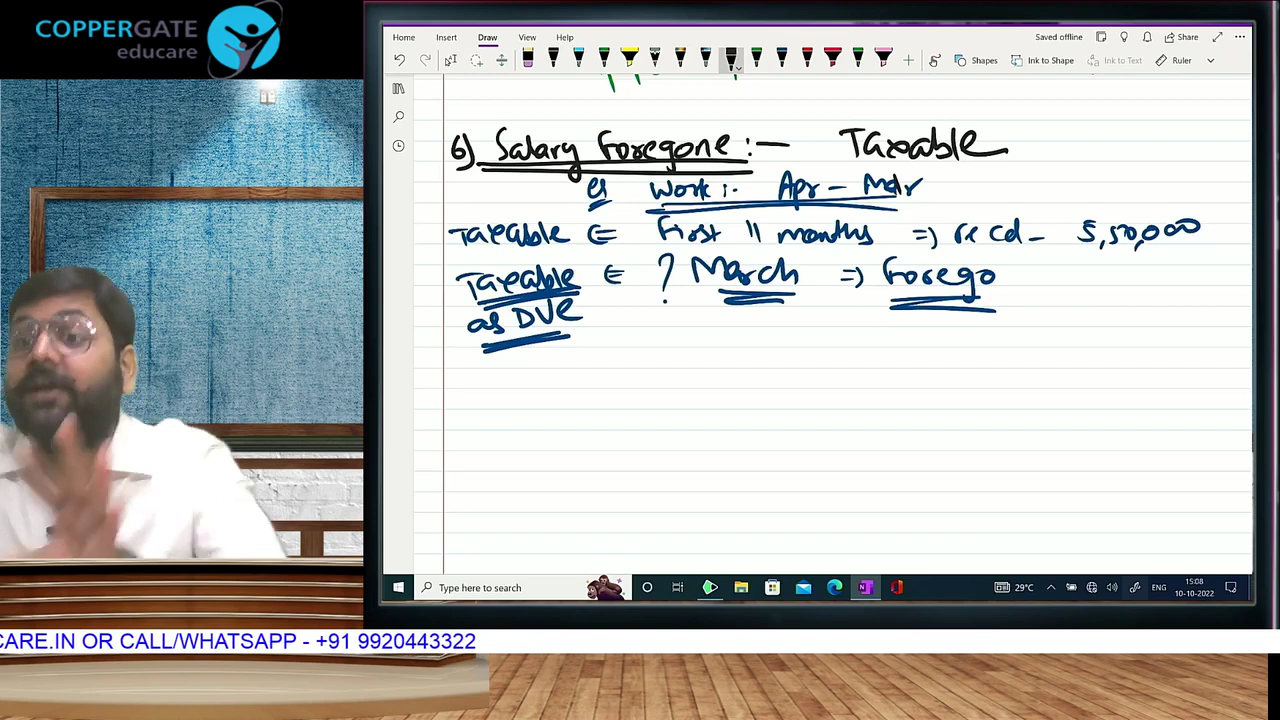 COPPERGATE
educare
Home Insert Draw View Help
Saved offline
Share
Shapes Ink to Shape Ink to Text Ruler
6) Salary Foregone :- Taxable
Work :- Apr - Mar
Taxable ⇐ First 11 months => recd - 5,50,000
Taxable ⇐ ? March => Forego
as DUE
Type here to search
29°C
ENG
15:08
10-10-2022
CARE.IN OR CALL/WHATSAPP - +91 9920443322